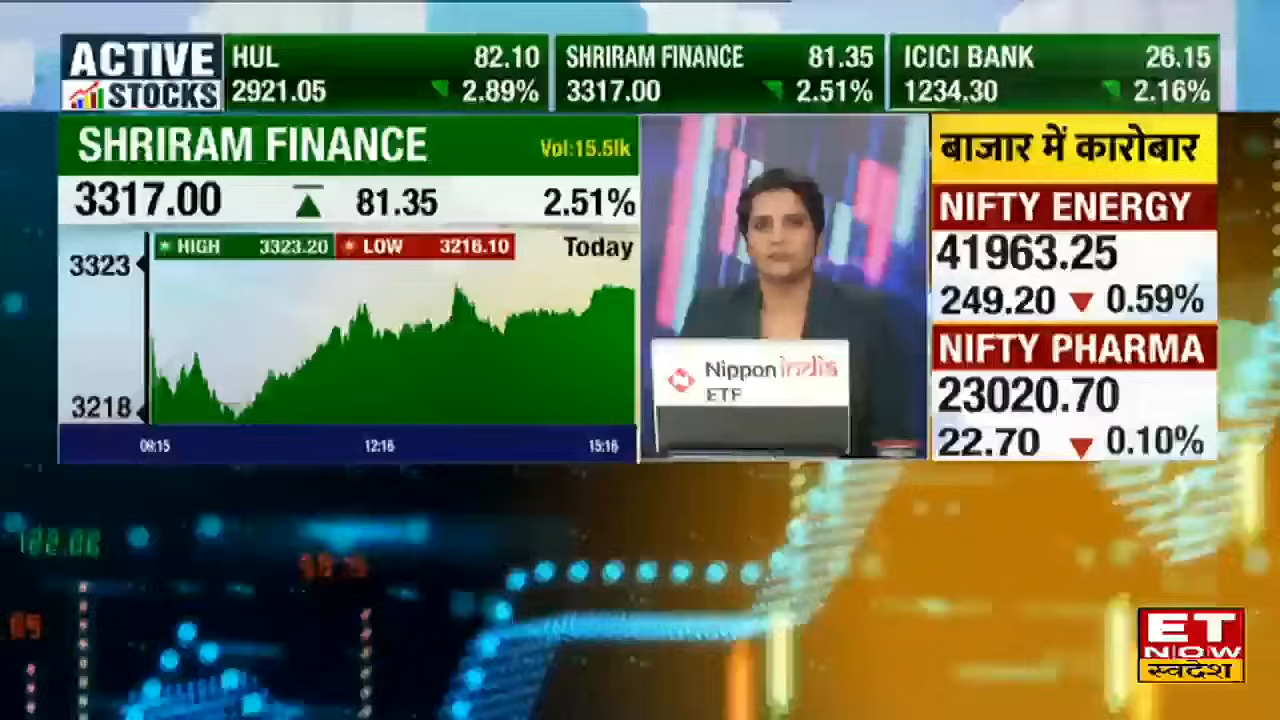 ACTIVE
STOCKS
HUL 82.10
2921.05 2.89%
SHRIRAM FINANCE 81.35
3317.00 2.51%
ICICI BANK 26.15
1234.30 2.16%
SHRIRAM FINANCE Vol:15.5lk
3317.00 81.35 2.51%
HIGH 3323.20 LOW 3216.10 Today
3323
3218
09:15 12:16 15:16
Nippon india
ETF
बाजार में कारोबार
NIFTY ENERGY
41963.25
249.20 0.59%
NIFTY PHARMA
23020.70
22.70 0.10%
ET
NOW
स्वदेश